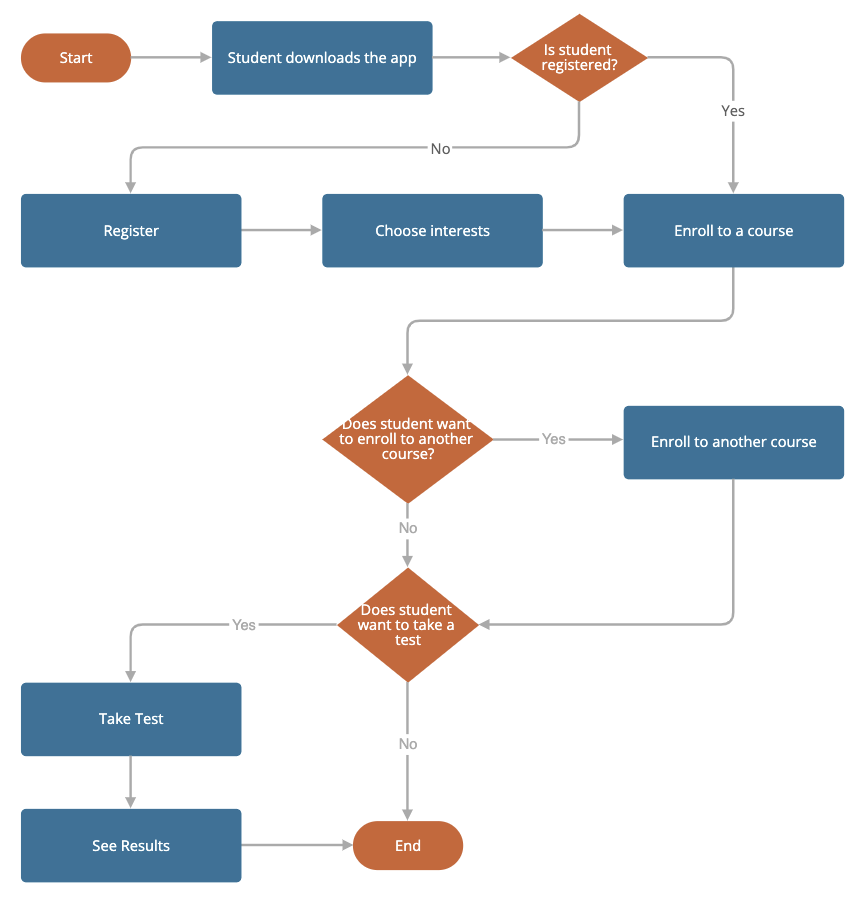 Start
Student downloads the app
Is student
registered?
Yes
No
Register
Choose interests
Enroll to a course
Does student want
to enroll to another
course?
Yes
Enroll to another course
No
Does student
want to take a
test
Yes
Take Test
No
See Results
End